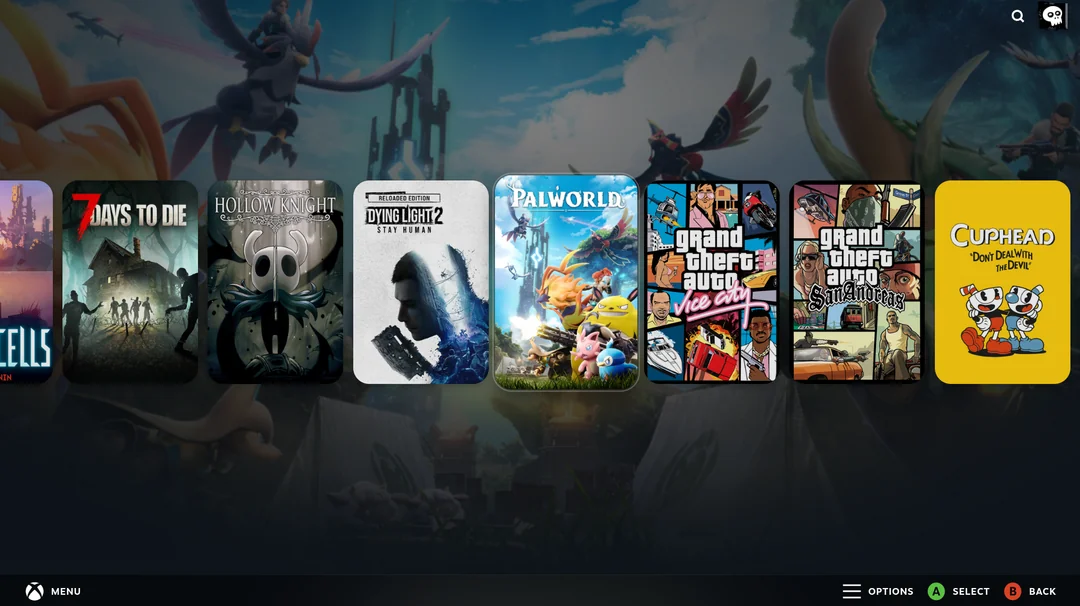 CELLS
7 DAYS TO DIE
HOLLOW KNIGHT
RELOADED EDITION
DYING LIGHT 2
STAY HUMAN
PALWORLD
grand
theft
auto
vice city
grand
theft
auto
San Andreas
CUPHEAD
"DON'T DEAL WITH
THE DEVIL"
MENU
OPTIONS
A SELECT
B BACK